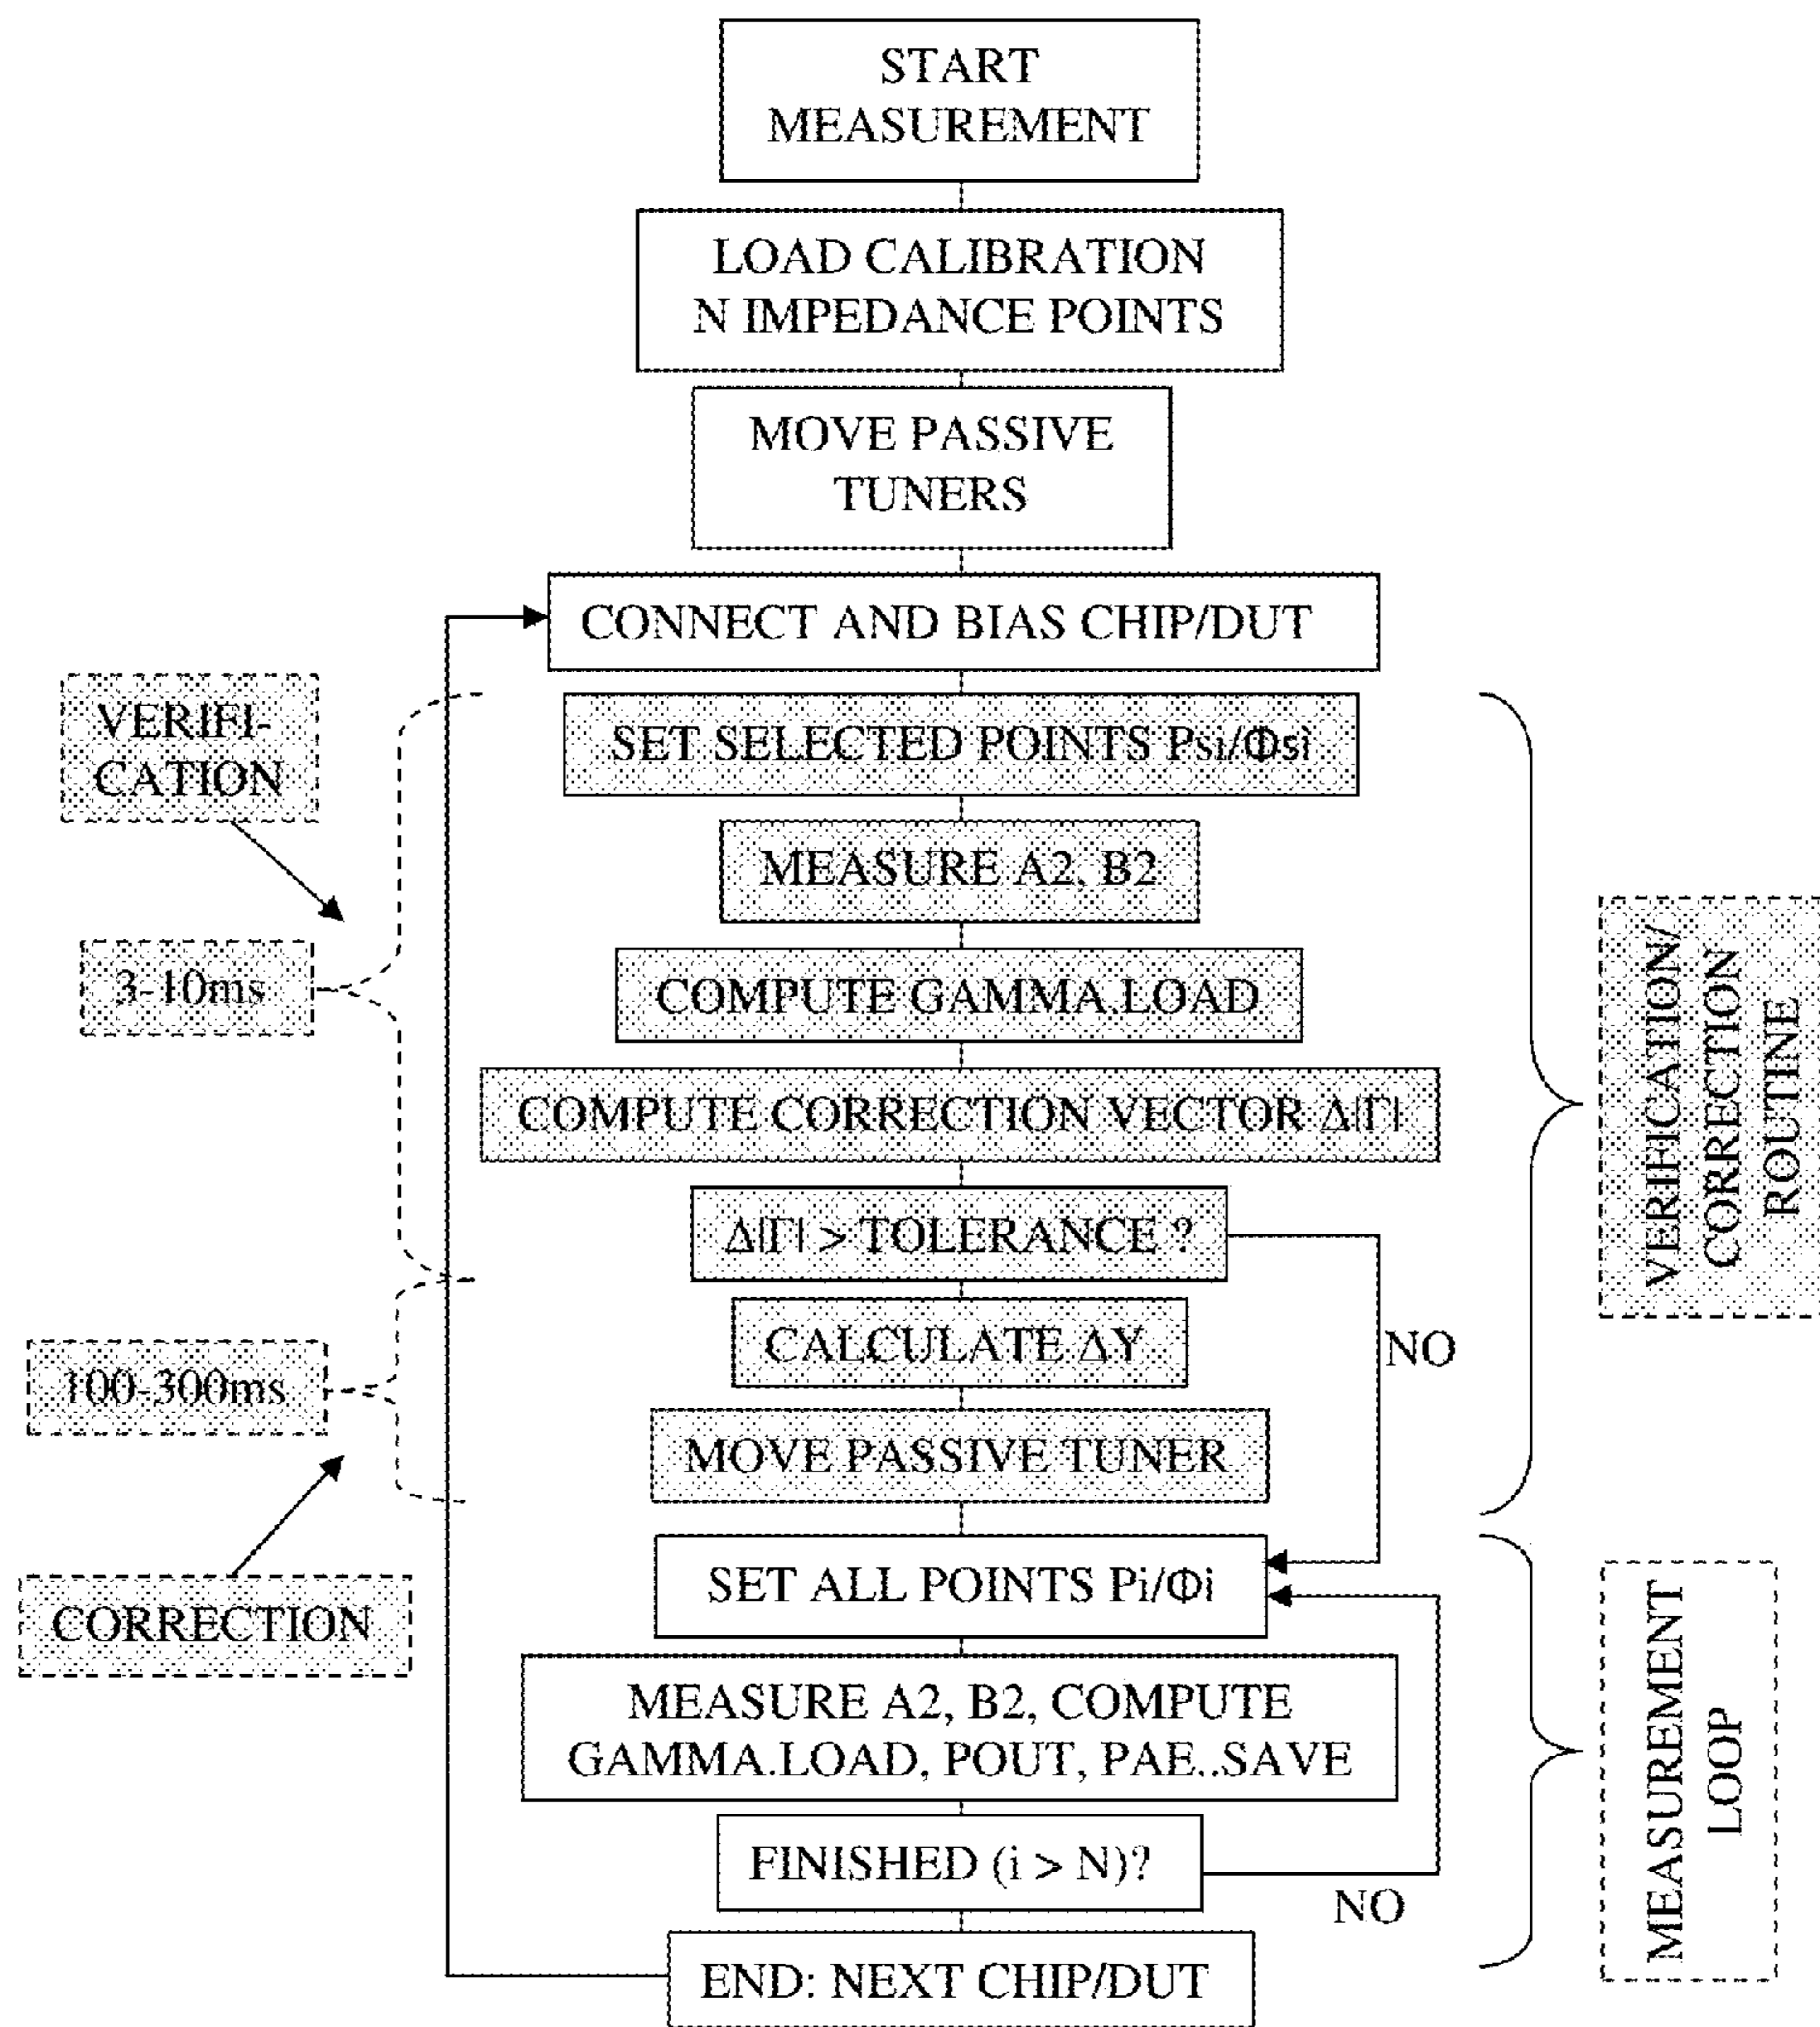 START
MEASUREMENT
LOAD CALIBRATION
N IMPEDANCE POINTS
MOVE PASSIVE
TUNERS
CONNECT AND BIAS CHIP/DUT
VERIFI-
CATION
SET SELECTED POINTS Psi/Φsi
MEASURE A2, B2
3-10ms
COMPUTE GAMMA.LOAD
COMPUTE CORRECTION VECTOR Δ|Γ|
Δ|Γ| > TOLERANCE ?
VERIFICATION/
CORRECTION
ROUTINE
CALCULATE ΔY
NO
100-300ms
MOVE PASSIVE TUNER
CORRECTION
SET ALL POINTS Pi/Φi
MEASURE A2, B2, COMPUTE
GAMMA.LOAD, POUT, PAE..SAVE
MEASUREMENT
LOOP
FINISHED (i > N)?
NO
END: NEXT CHIP/DUT